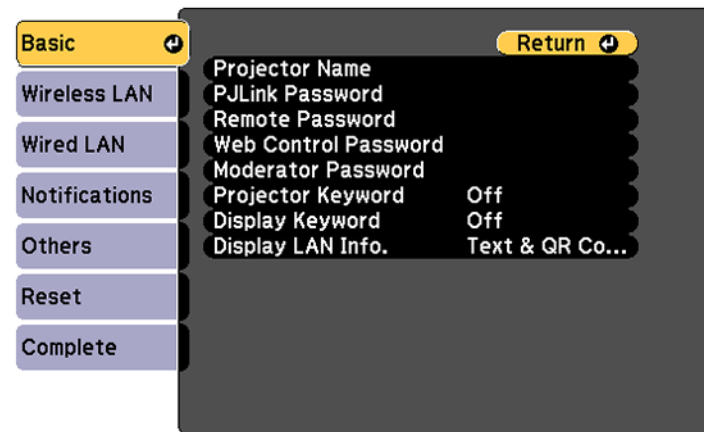 Basic
Wireless LAN
Wired LAN
Notifications
Others
Reset
Complete
Return
Projector Name
PJLink Password
Remote Password
Web Control Password
Moderator Password
Projector Keyword Off
Display Keyword Off
Display LAN Info. Text & QR Co...